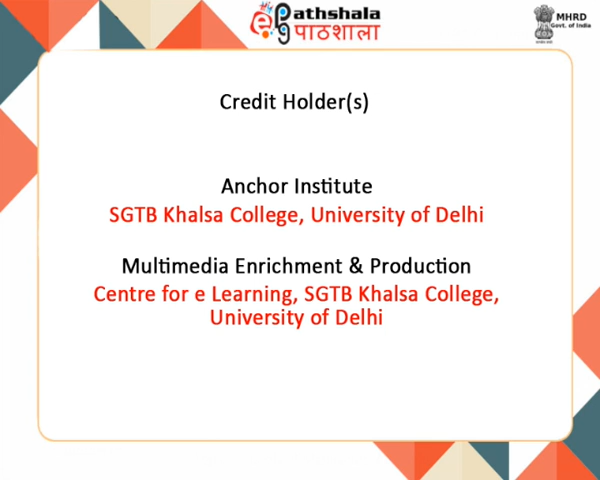 e Pathshala
पाठशाला
MHRD
Govt. of India
Credit Holder(s)
Anchor Institute
SGTB Khalsa College, University of Delhi
Multimedia Enrichment & Production
Centre for e Learning, SGTB Khalsa College,
University of Delhi